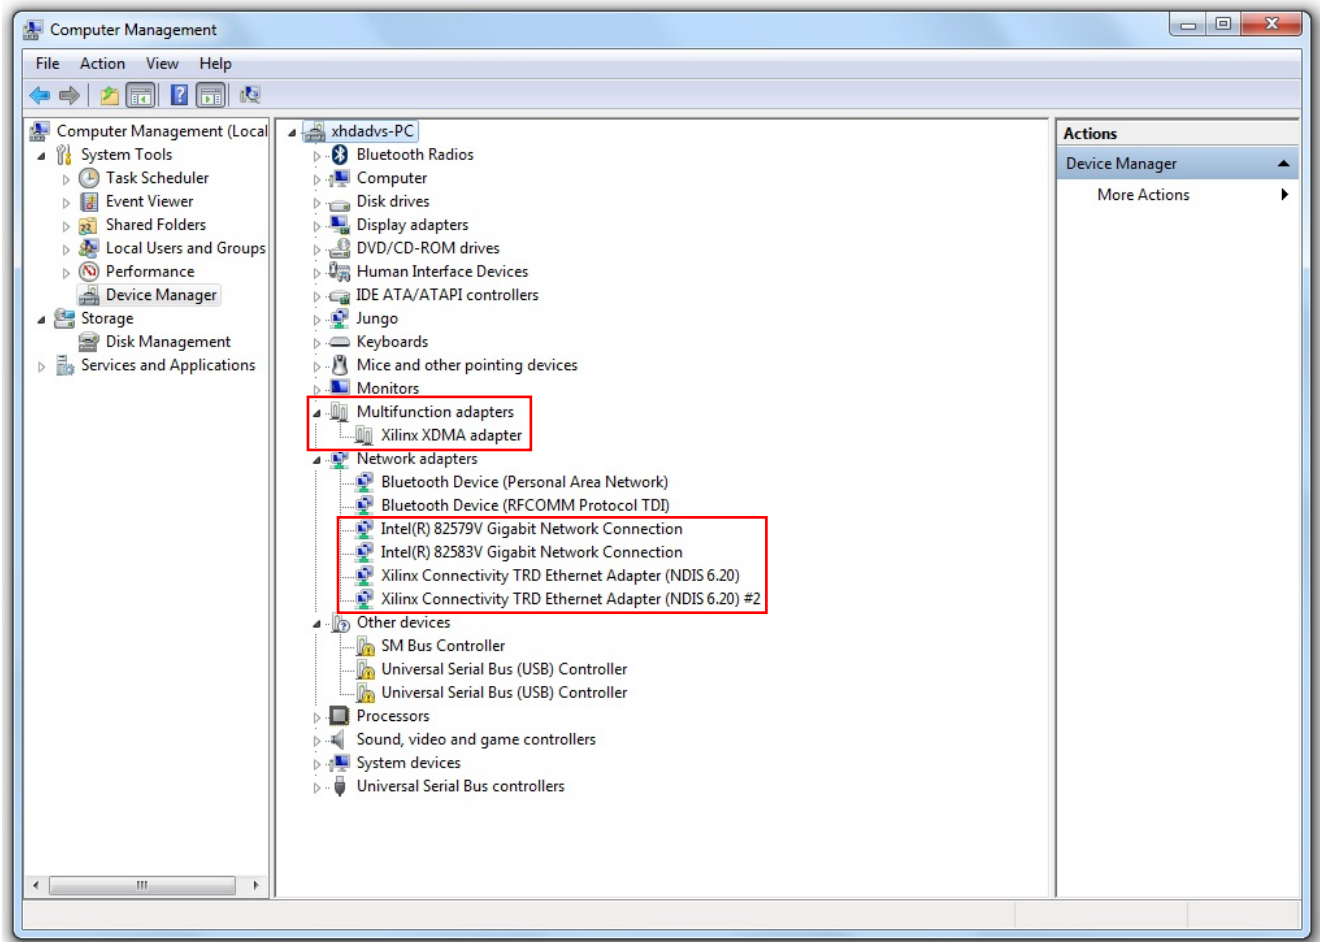 Computer Management
File Action View Help
Computer Management (Local
System Tools
Task Scheduler
Event Viewer
Shared Folders
Local Users and Groups
Performance
Device Manager
Storage
Disk Management
Services and Applications
xhdadvs-PC
Bluetooth Radios
Computer
Disk drives
Display adapters
DVD/CD-ROM drives
Human Interface Devices
IDE ATA/ATAPI controllers
Jungo
Keyboards
Mice and other pointing devices
Monitors
Multifunction adapters
Xilinx XDMA adapter
Network adapters
Bluetooth Device (Personal Area Network)
Bluetooth Device (RFCOMM Protocol TDI)
Intel(R) 82579V Gigabit Network Connection
Intel(R) 82583V Gigabit Network Connection
Xilinx Connectivity TRD Ethernet Adapter (NDIS 6.20)
Xilinx Connectivity TRD Ethernet Adapter (NDIS 6.20) #2
Other devices
SM Bus Controller
Universal Serial Bus (USB) Controller
Universal Serial Bus (USB) Controller
Processors
Sound, video and game controllers
System devices
Universal Serial Bus controllers
Actions
Device Manager
More Actions